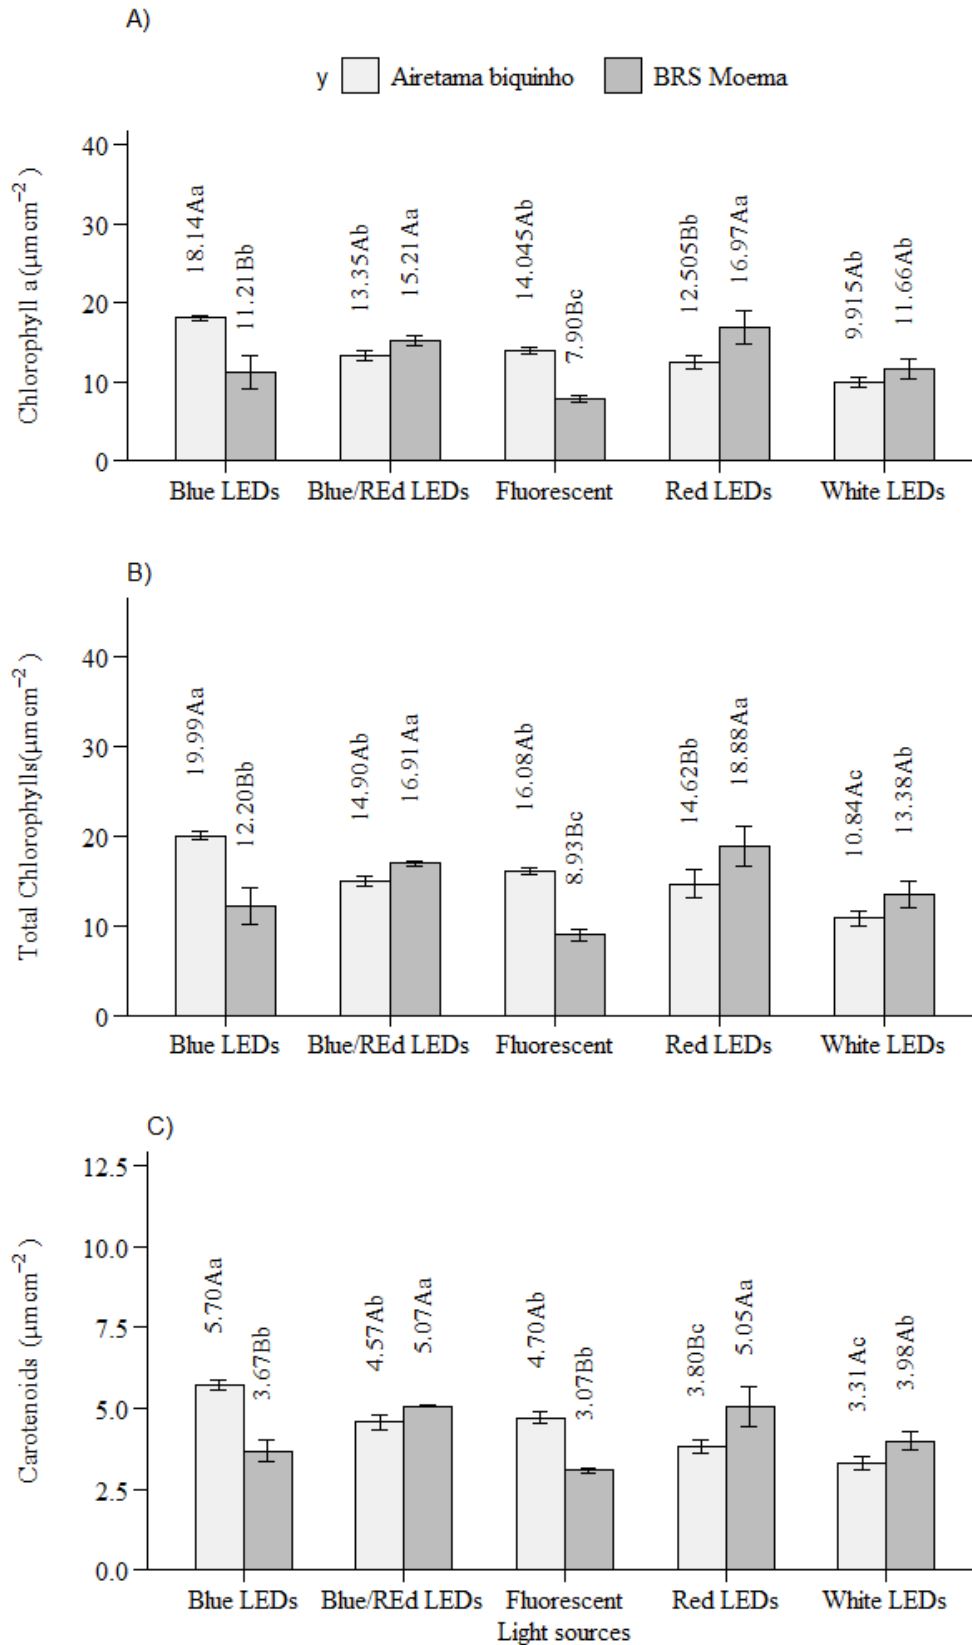 A)
y Airetama biquinho BRS Moema
Chlorophyll a (µm cm⁻²)
40
30
20
10
0
18.14Aa
11.21Bb
13.35Ab
15.21Aa
14.045Ab
7.90Bc
12.505Bb
16.97Aa
9.915Ab
11.66Ab
Blue LEDs Blue/REd LEDs Fluorescent Red LEDs White LEDs
B)
Total Chlorophylls(µm cm⁻²)
40
30
20
10
0
19.99Aa
12.20Bb
14.90Ab
16.91Aa
16.08Ab
8.93Bc
14.62Bb
18.88Aa
10.84Ac
13.38Ab
Blue LEDs Blue/REd LEDs Fluorescent Red LEDs White LEDs
C)
Carotenoids (µm cm⁻²)
12.5
10.0
7.5
5.0
2.5
0.0
5.70Aa
3.67Bb
4.57Ab
5.07Aa
4.70Ab
3.07Bb
3.80Bc
5.05Aa
3.31Ac
3.98Ab
Blue LEDs Blue/REd LEDs Fluorescent Red LEDs White LEDs
Light sources